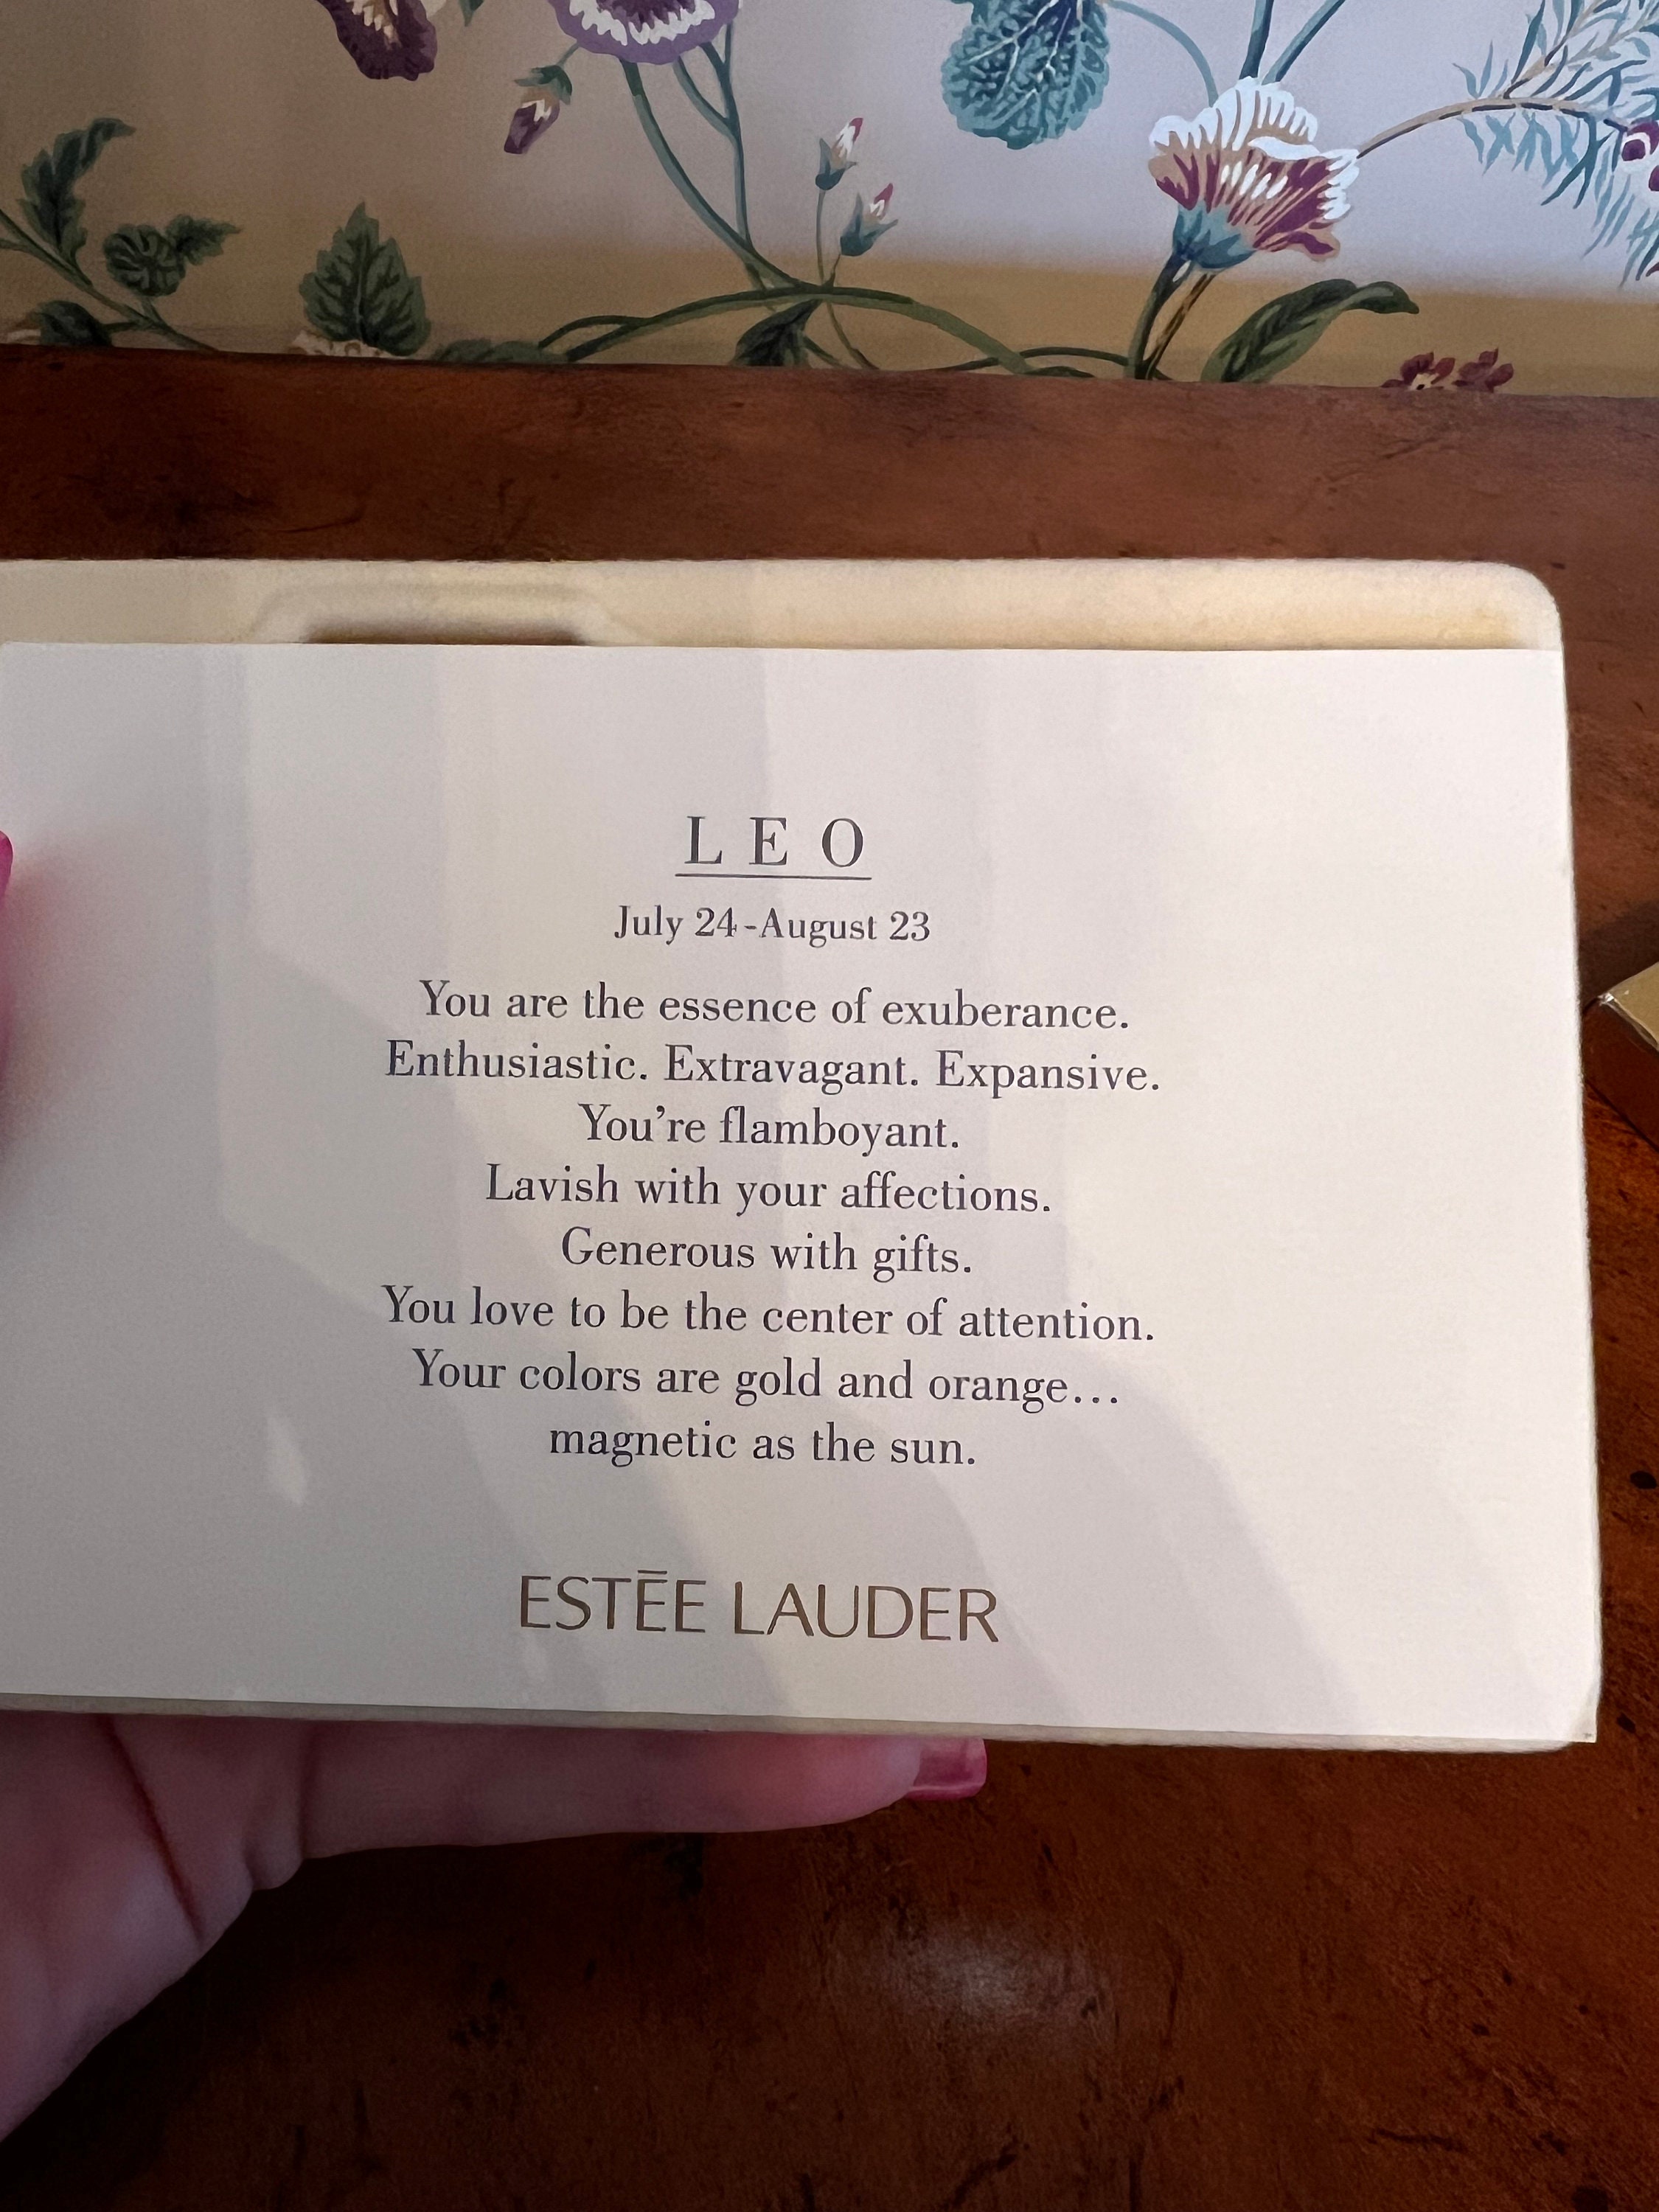 LEO
July 24-August 23
You are the essence of exuberance.
Enthusiastic. Extravagant. Expansive.
You're flamboyant.
Lavish with your affections.
Generous with gifts.
You love to be the center of attention.
Your colors are gold and orange...
magnetic as the sun.
ESTĒE LAUDER